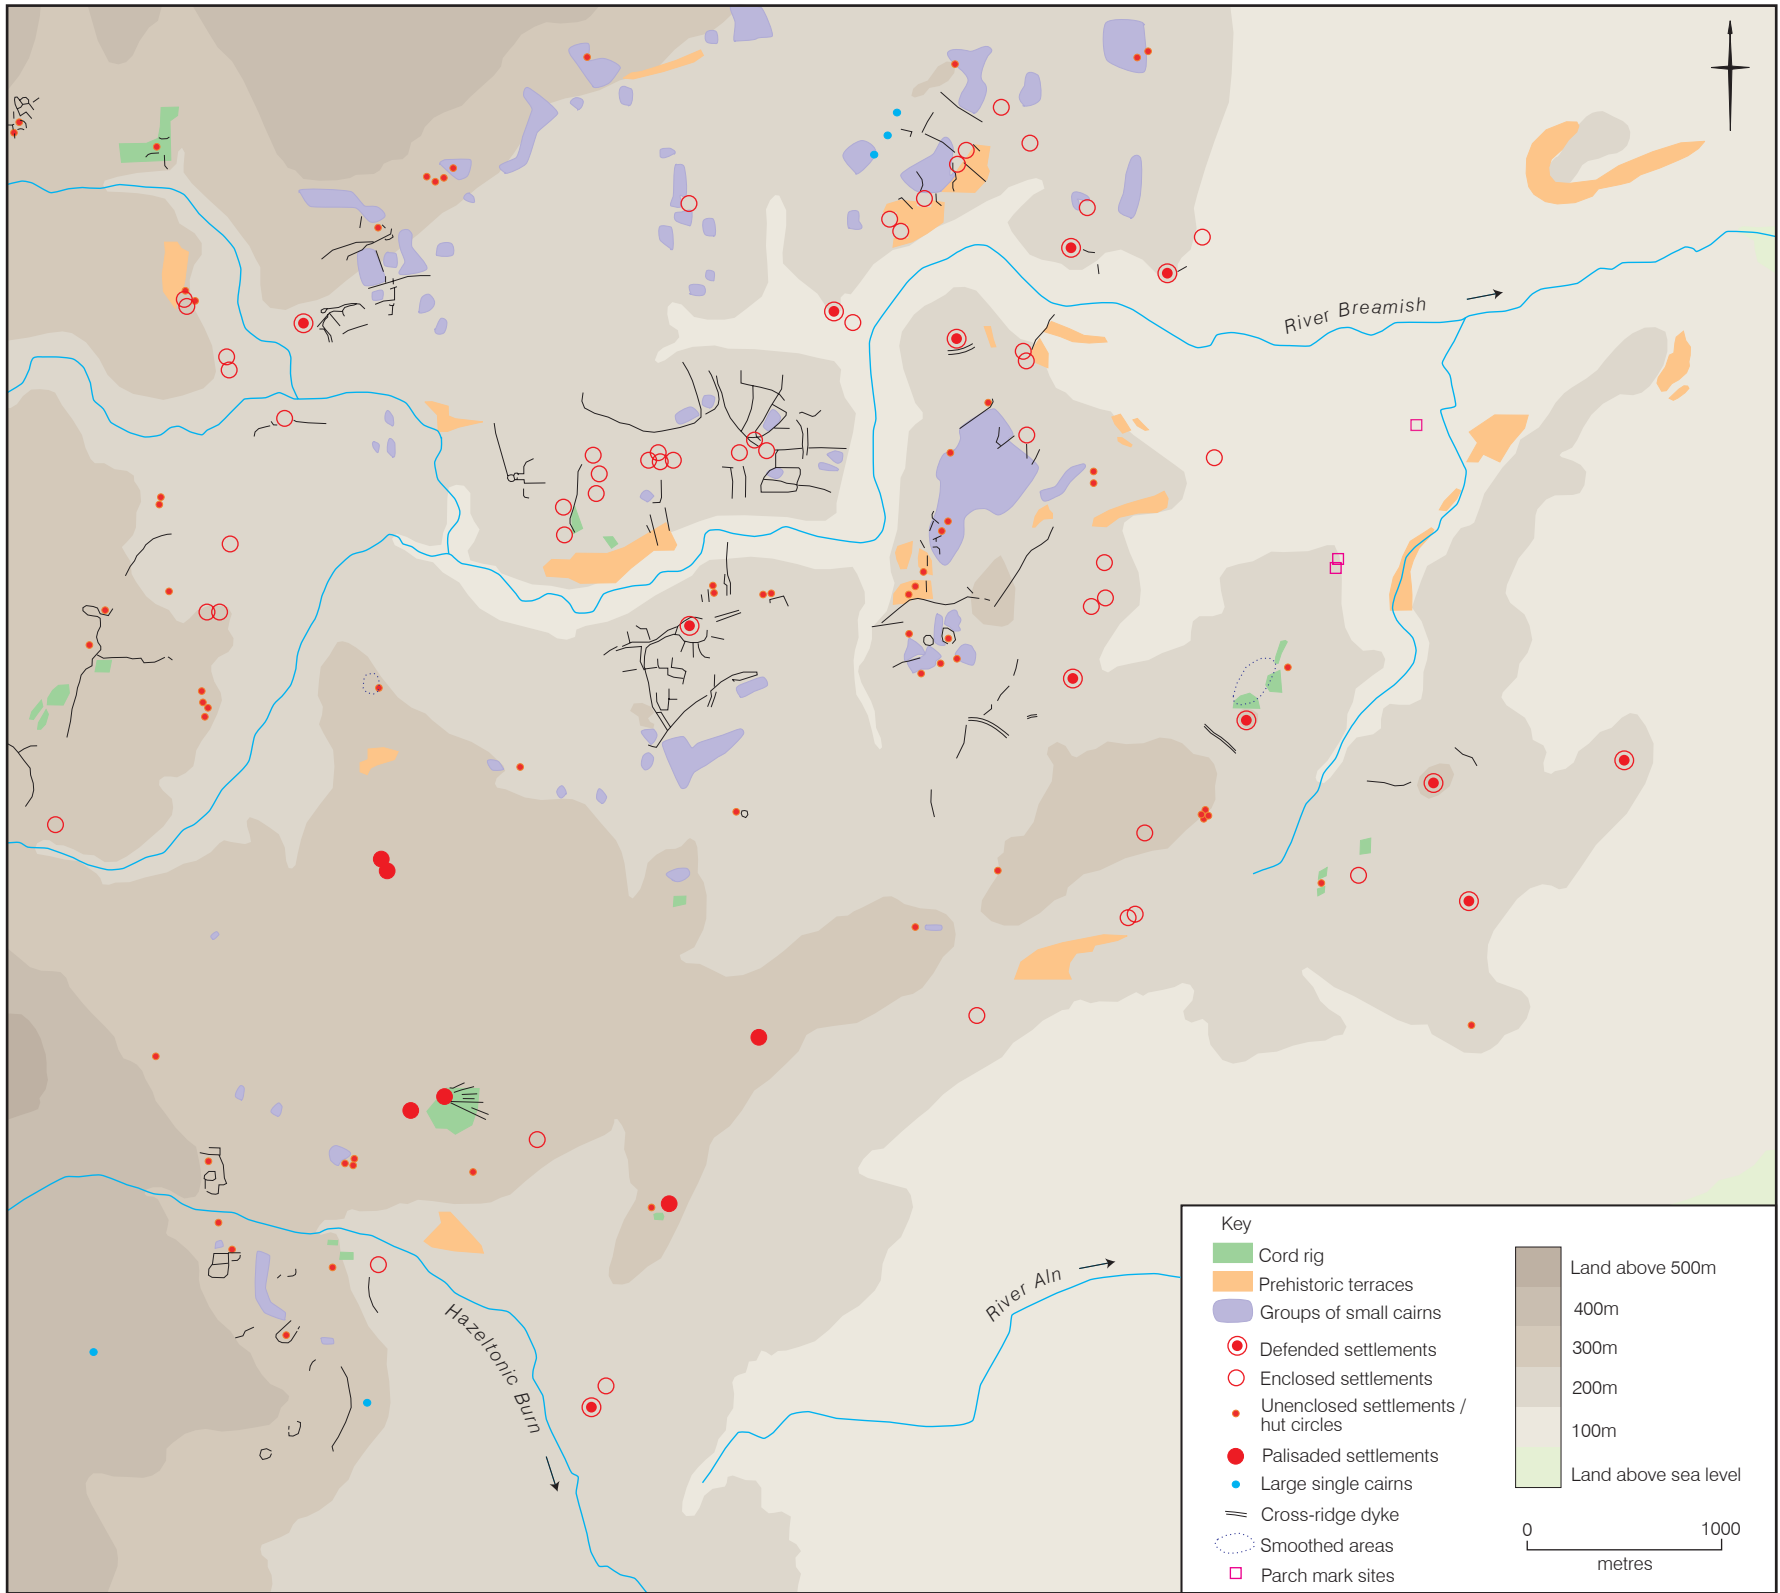 River Breamish
River Aln
Hazeltonic Burn
Key
Cord rig
Prehistoric terraces
Groups of small cairns
Defended settlements
Enclosed settlements
Unenclosed settlements /
hut circles
Palisaded settlements
Large single cairns
Cross-ridge dyke
Smoothed areas
Parch mark sites
Land above 500m
400m
300m
200m
100m
Land above sea level
0 1000
metres